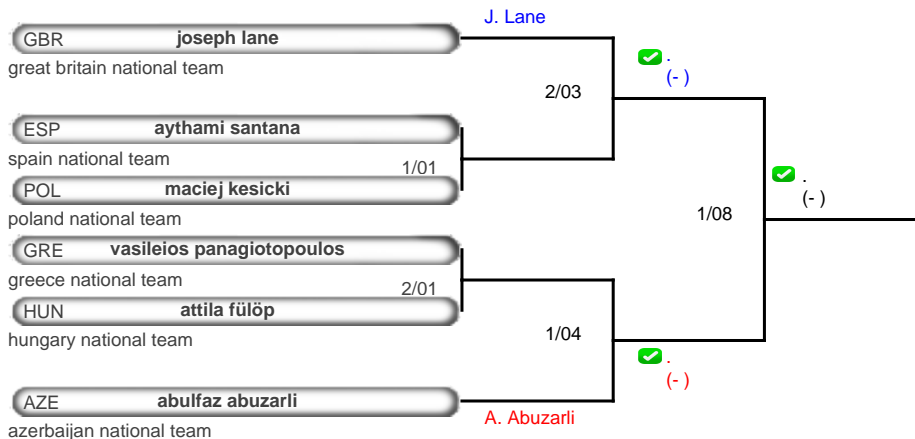 J. Lane
GBR joseph lane
great britain national team
.
(- )
2/03
ESP aythami santana
spain national team
1/01
POL maciej kesicki
poland national team
.
(- )
1/08
GRE vasileios panagiotopoulos
greece national team
2/01
HUN attila fülöp
hungary national team
1/04
.
(- )
AZE abulfaz abuzarli
A. Abuzarli
azerbaijan national team